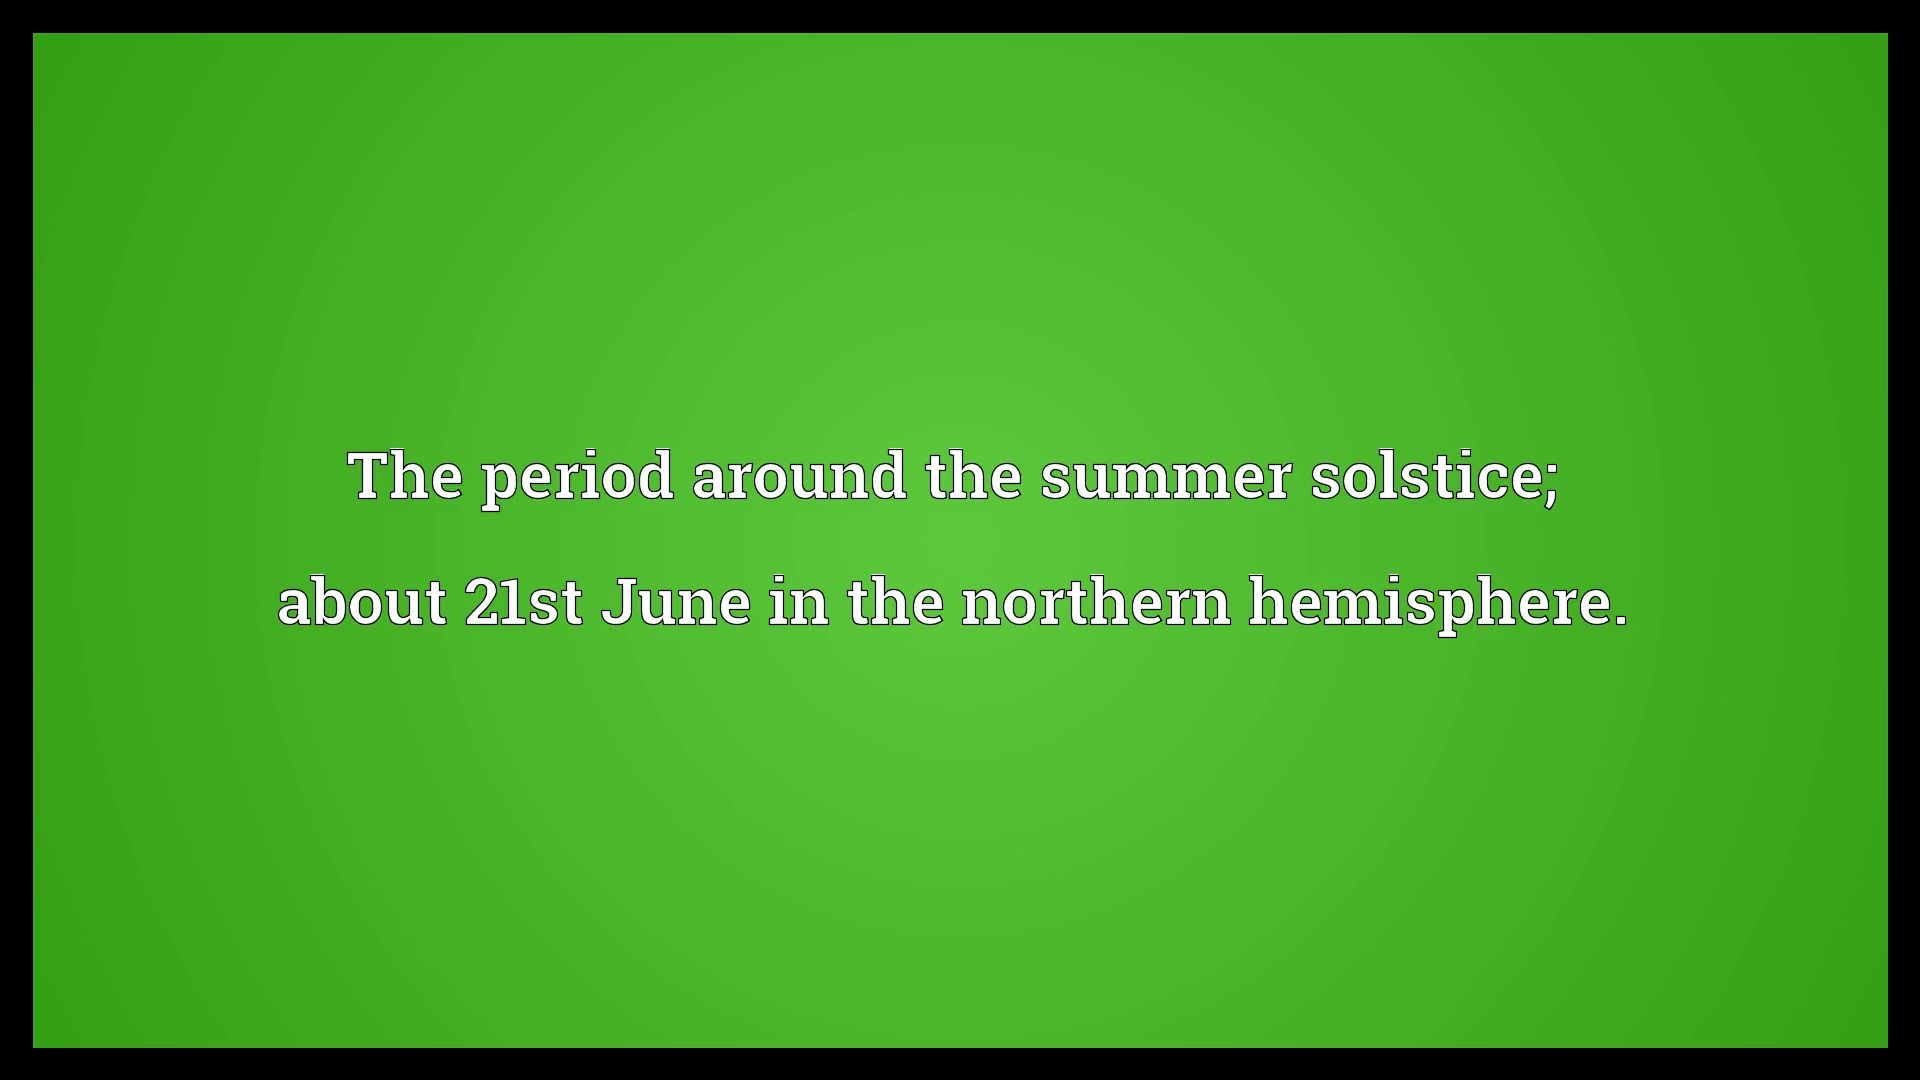 The period around the summer solstice;
about 21st June in the northern hemisphere.